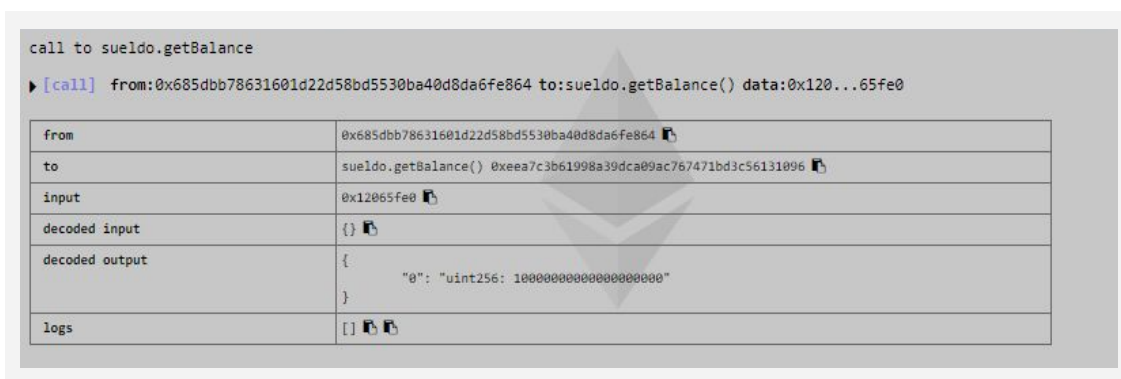 call to sueldo.getBalance
[call] from:0x685dbb78631601d22d58bd5530ba40d8da6fe864 to:sueldo.getBalance() data:0x120...65fe0
from 0x685dbb78631601d22d58bd5530ba40d8da6fe864
to sueldo.getBalance() 0xeea7c3b61998a39dca09ac767471bd3c56131096
input 0x12065fe0
decoded input {}
decoded output {
"0": "uint256: 10000000000000000000"
}
logs []